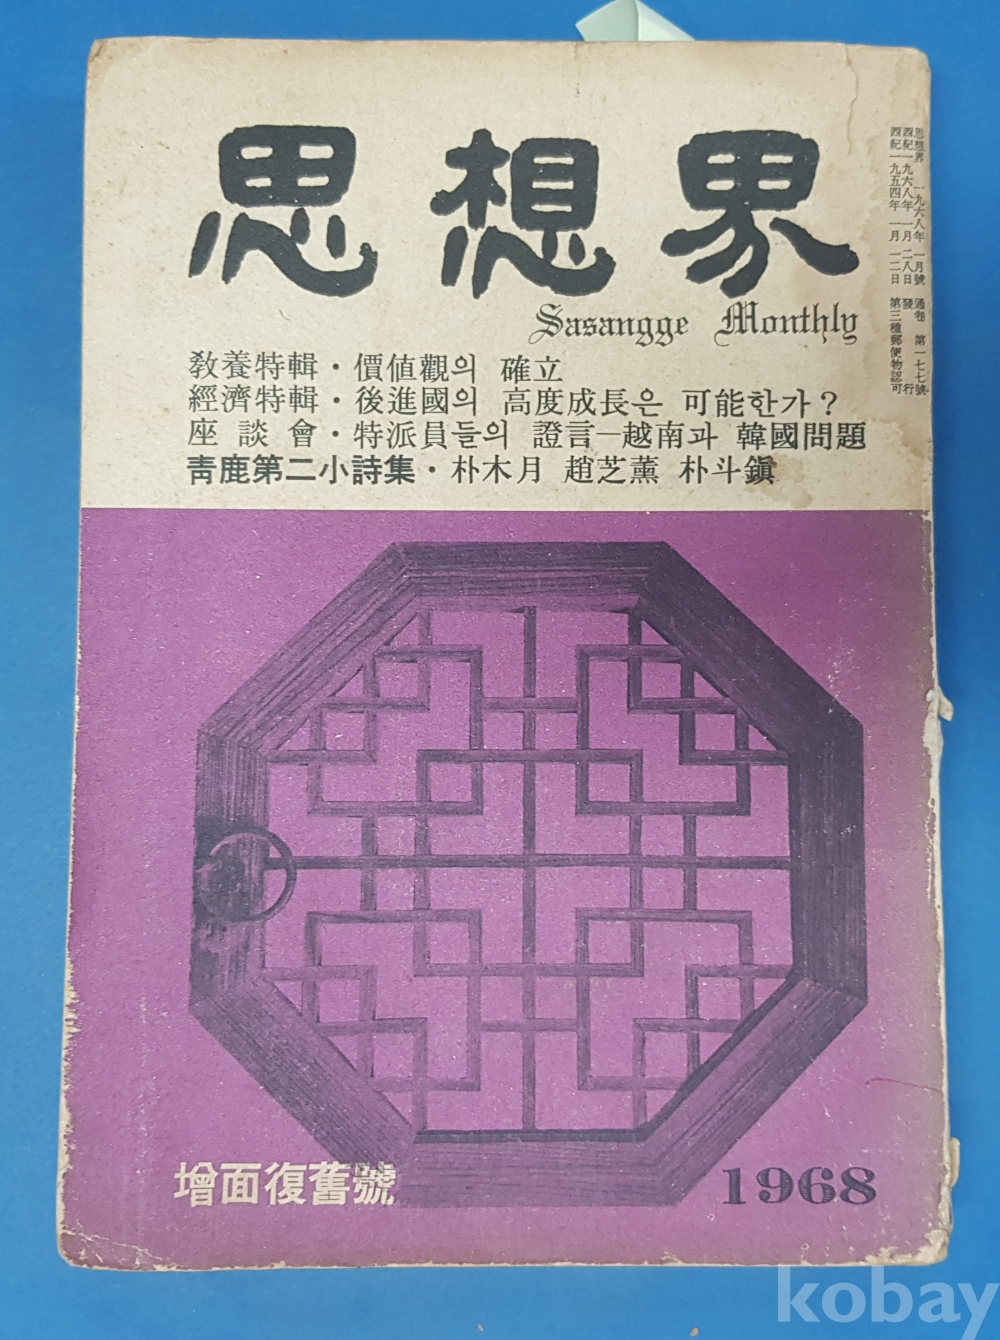 思想界
Sasangge Monthly
敎養特輯·價値觀의 確立
經濟特輯·後進國의 高度成長은 可能한가?
座談會·特派員들의 證言—越南과 韓國問題
靑鹿第二小詩集·朴木月 趙芝薰 朴斗鎭
思想界 一九六八年 一月號 通卷 第一七七號
西紀一九六八年 一月 二八日 發行
西紀一九五四年 一月 一二日 第三種郵便物認可
增面復舊號
1968
kobay